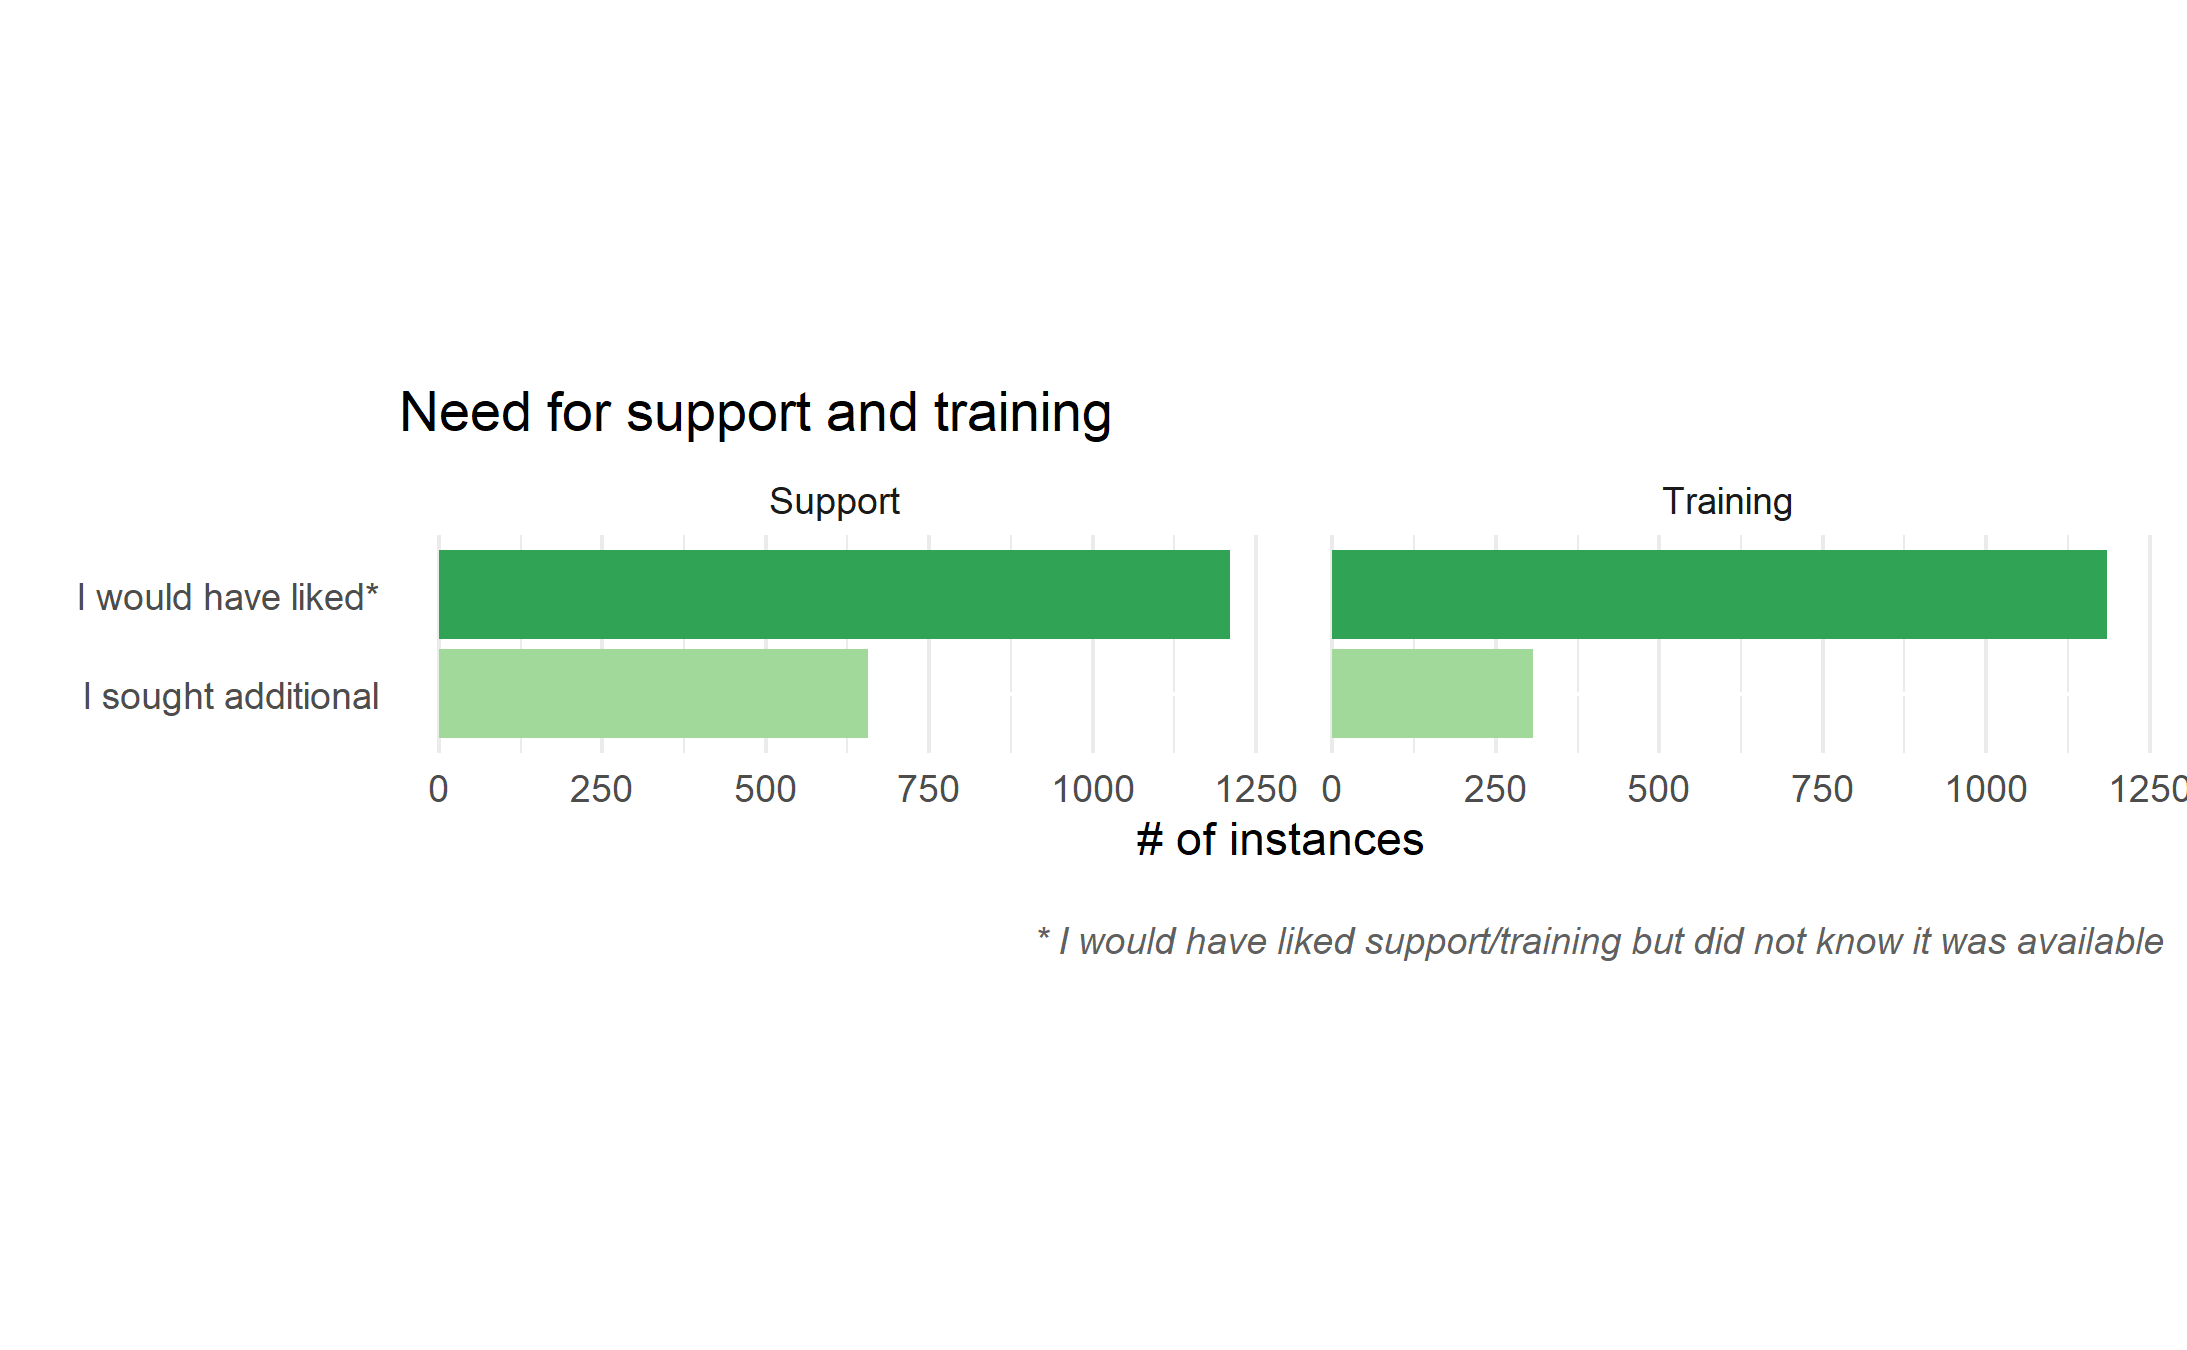 Need for support and training
Support
Training
I would have liked*
I sought additional
0 250 500 750 1000 1250 0 250 500 750 1000 1250
# of instances
* I would have liked support/training but did not know it was available